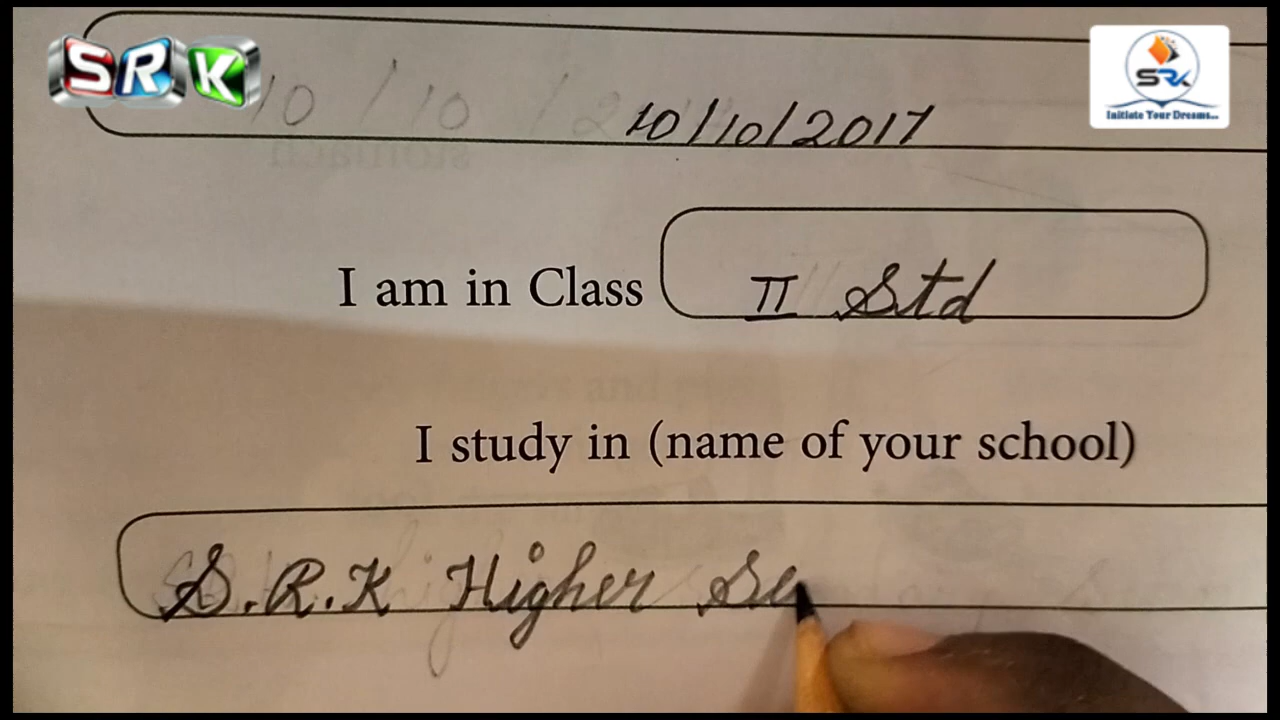 SRK
SRK
Initiate Your Dreams...
10/10/2017
I am in Class II Std
I study in (name of your school)
S.R.K Higher Se